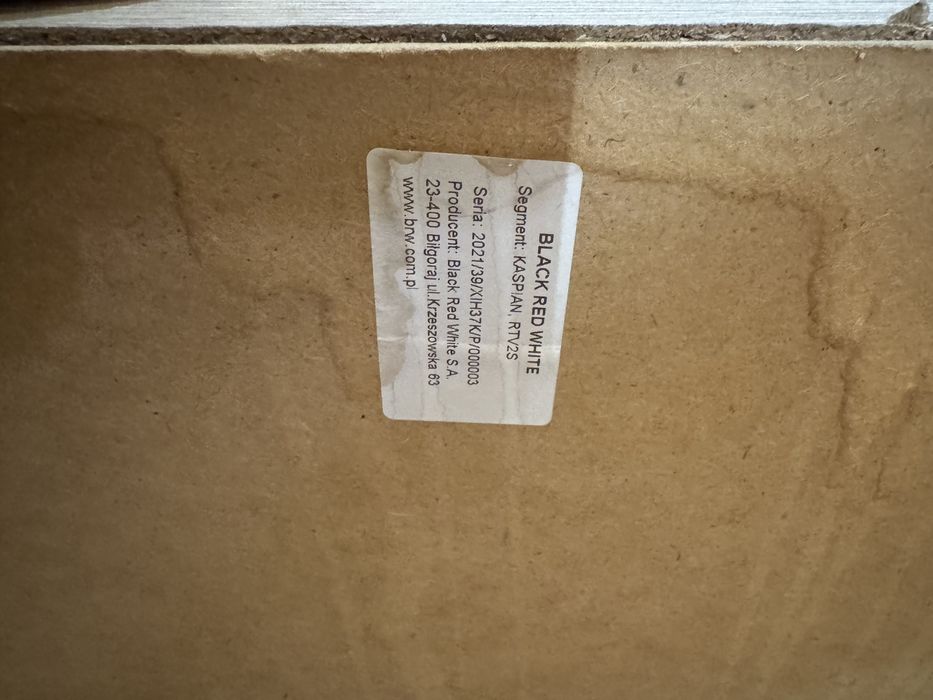 BLACK RED WHITE
Segment: KASPIAN, RTV2S
Seria: 2021/39/XIH37K/P/000003
Producent: Black Red White S.A.
23-400 Biłgoraj ul.Krzeszowska 63
www.brw.com.pl